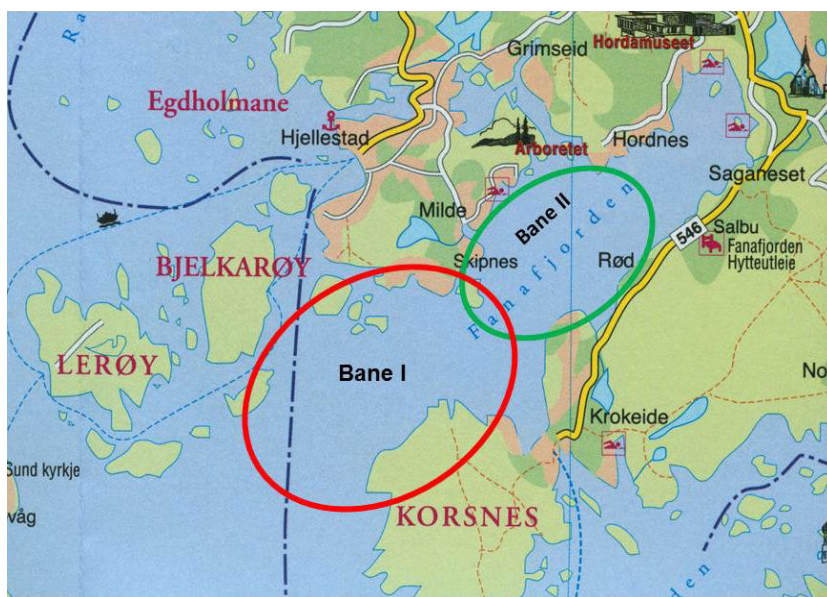 Hordamuseet
Grimseid
Egdholmane
Hjellestad
Arboretet
Hordnes
Saganeset
Milde
Bane II
546
Salbu
Fanafjorden
Hytteutleie
BJELKARØY
Skipnes
Rød
Fanafjorden
LERØY
Bane I
No
Krokeide
Sund kyrkje
våg
KORSNES
rden